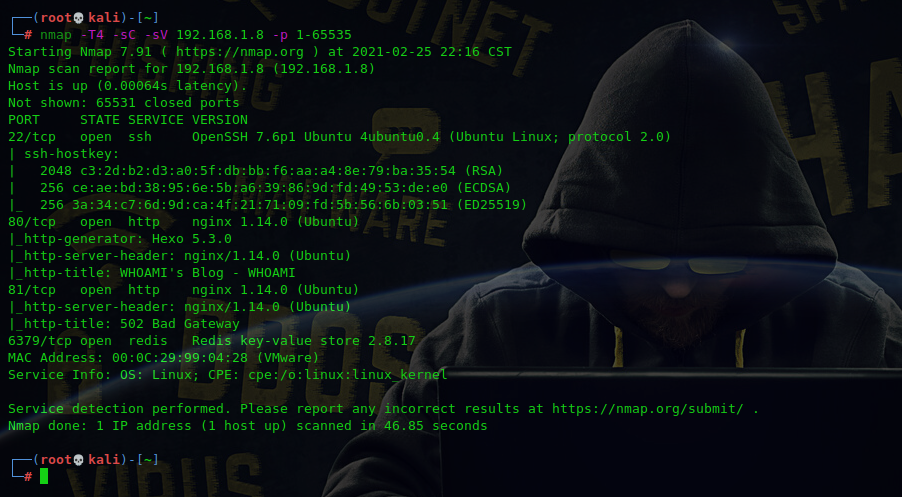 ┌──(root💀kali)-[~]
└─# nmap -T4 -sC -sV 192.168.1.8 -p 1-65535
Starting Nmap 7.91 ( https://nmap.org ) at 2021-02-25 22:16 CST
Nmap scan report for 192.168.1.8 (192.168.1.8)
Host is up (0.00064s latency).
Not shown: 65531 closed ports
PORT     STATE SERVICE VERSION
22/tcp   open  ssh     OpenSSH 7.6p1 Ubuntu 4ubuntu0.4 (Ubuntu Linux; protocol 2.0)
| ssh-hostkey:
|   2048 c3:2d:b2:d3:a0:5f:db:bb:f6:aa:a4:8e:79:ba:35:54 (RSA)
|   256 ce:ae:bd:38:95:6e:5b:a6:39:86:9d:fd:49:53:de:e0 (ECDSA)
|_  256 3a:34:c7:6d:9d:ca:4f:21:71:09:fd:5b:56:6b:03:51 (ED25519)
80/tcp   open  http    nginx 1.14.0 (Ubuntu)
|_http-generator: Hexo 5.3.0
|_http-server-header: nginx/1.14.0 (Ubuntu)
|_http-title: WHOAMI's Blog - WHOAMI
81/tcp   open  http    nginx 1.14.0 (Ubuntu)
|_http-server-header: nginx/1.14.0 (Ubuntu)
|_http-title: 502 Bad Gateway
6379/tcp open  redis   Redis key-value store 2.8.17
MAC Address: 00:0C:29:99:04:28 (VMware)
Service Info: OS: Linux; CPE: cpe:/o:linux:linux_kernel

Service detection performed. Please report any incorrect results at https://nmap.org/submit/ .
Nmap done: 1 IP address (1 host up) scanned in 46.85 seconds

┌──(root💀kali)-[~]
└─#
DDOS
VIRUS